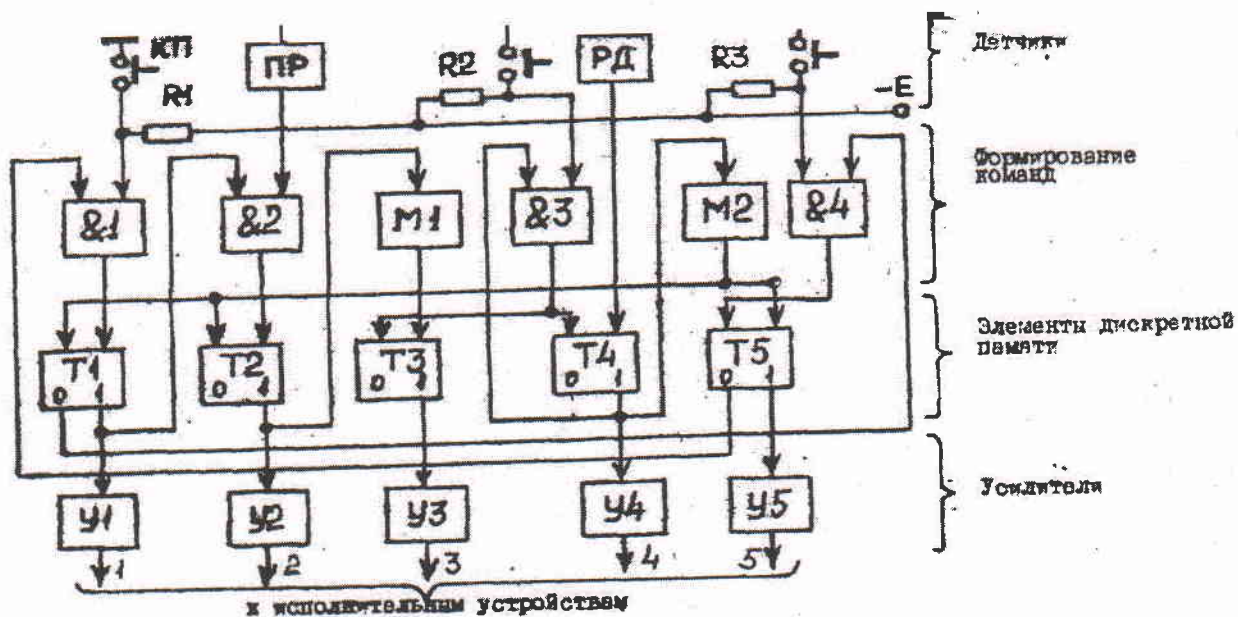 КП
ПР
R2
РД
R3
Датчики
R1
-E
Формирование
команд
&1
&2
М1
&3
М2
&4
Элементы дискретной
памяти
Т1
0 1
Т2
0 1
Т3
0 1
Т4
0 1
Т5
0 1
Усилители
У1
У2
У3
У4
У5
1
2
3
4
5
к исполнительным устройствам